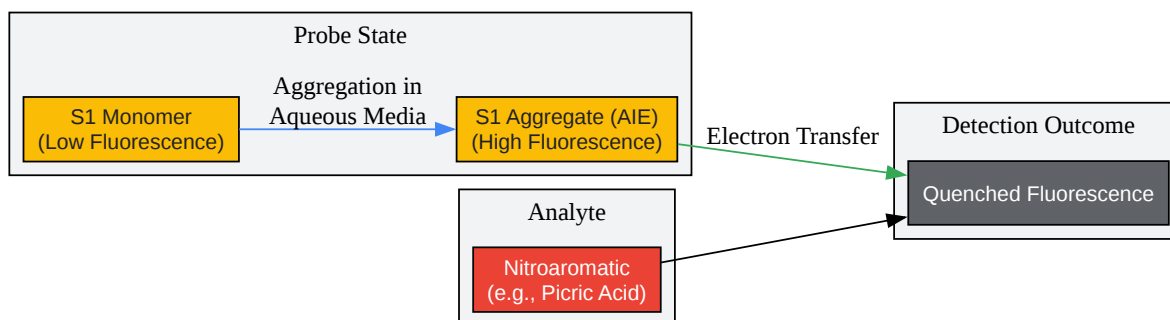 Probe State
S1 Monomer
(Low Fluorescence)
Aggregation in
Aqueous Media
S1 Aggregate (AIE)
(High Fluorescence)
Electron Transfer
Detection Outcome
Quenched Fluorescence
Analyte
Nitroaromatic
(e.g., Picric Acid)